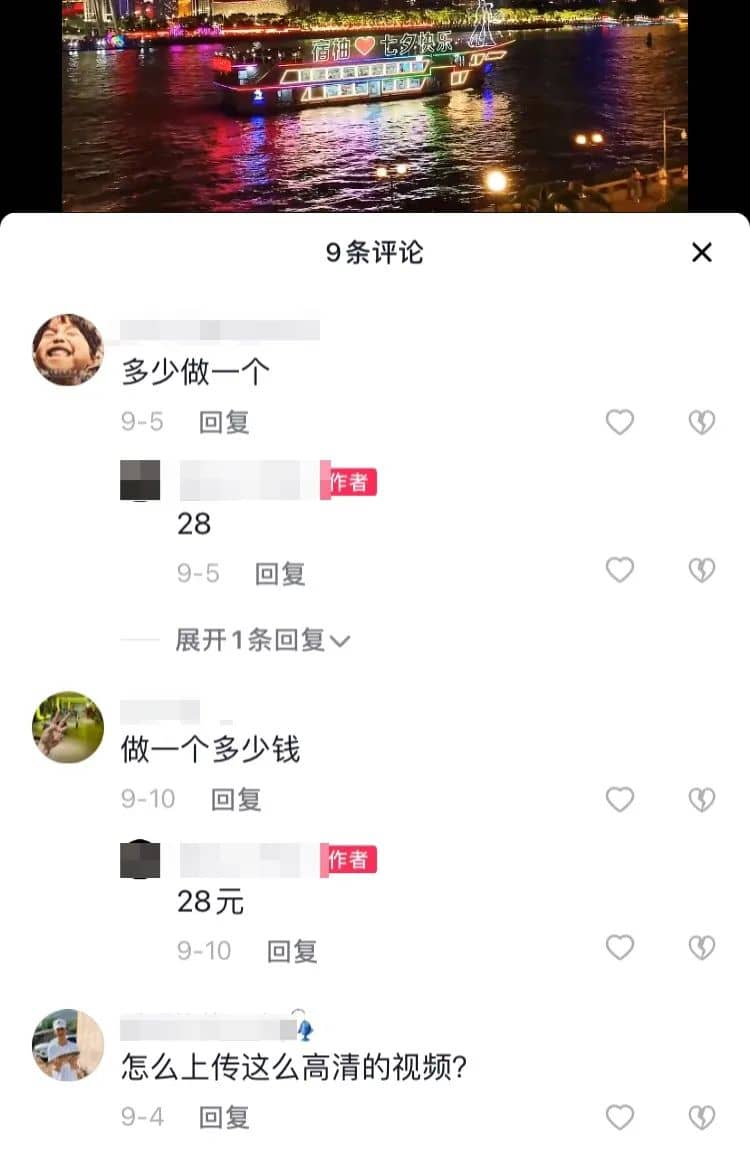 宿柚❤七夕快乐
9条评论
多少做一个
9-5 回复
作者
28
9-5 回复
展开1条回复
做一个多少钱
9-10 回复
作者
28元
9-10 回复
怎么上传这么高清的视频?
9-4 回复